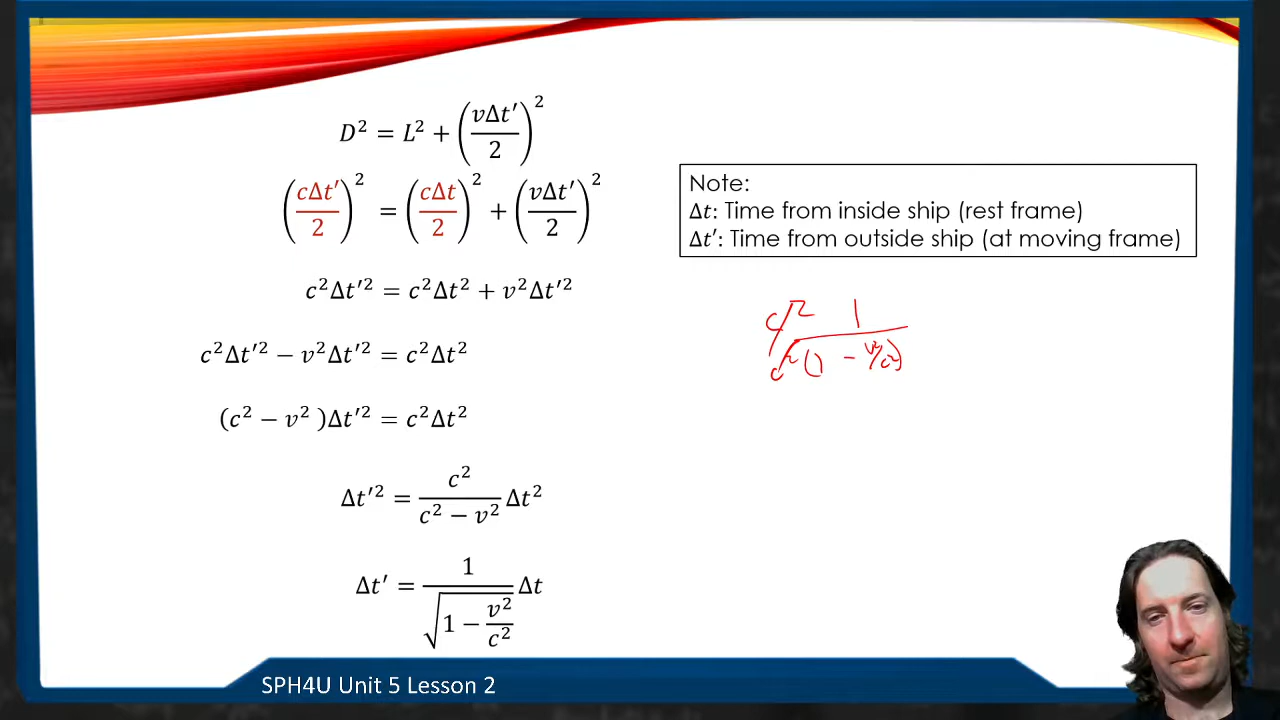 D² = L² + (vΔt′/2)²
(cΔt′/2)² = (cΔt/2)² + (vΔt′/2)²
c²Δt′² = c²Δt² + v²Δt′²
c²Δt′² − v²Δt′² = c²Δt²
(c² − v² )Δt′² = c²Δt²
Δt′² = c²/(c² − v²) Δt²
Δt′ = 1/√(1 − v²/c²) Δt
Note:
Δt: Time from inside ship (rest frame)
Δt′: Time from outside ship (at moving frame)
c² 1
c² (1 − v²/c²)
SPH4U Unit 5 Lesson 2